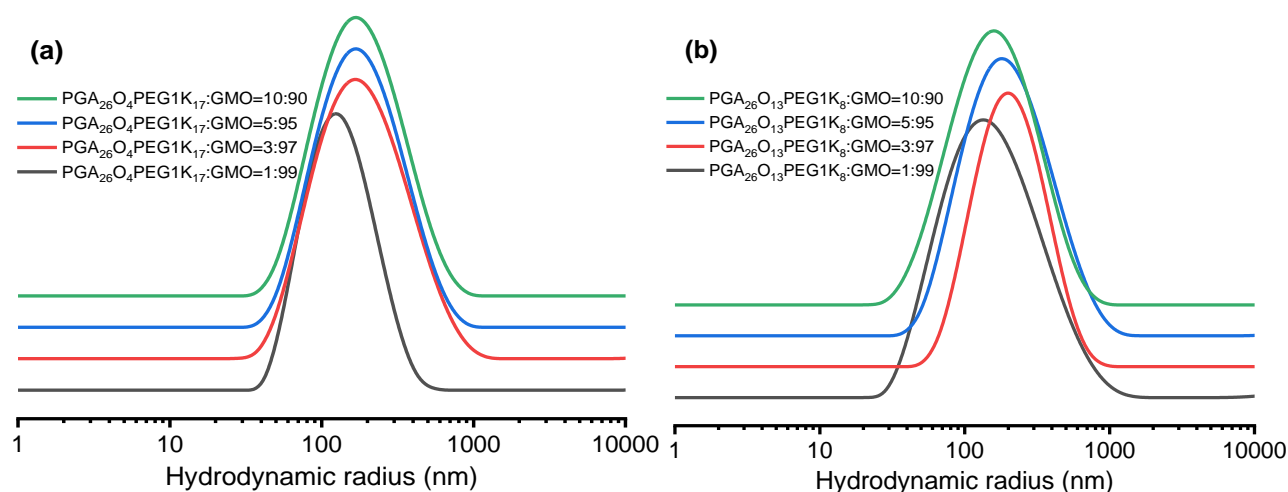 (a)
PGA₂₆O₄PEG1K₁₇:GMO=10:90
PGA₂₆O₄PEG1K₁₇:GMO=5:95
PGA₂₆O₄PEG1K₁₇:GMO=3:97
PGA₂₆O₄PEG1K₁₇:GMO=1:99
1 10 100 1000 10000
Hydrodynamic radius (nm)
(b)
PGA₂₆O₁₃PEG1K₈:GMO=10:90
PGA₂₆O₁₃PEG1K₈:GMO=5:95
PGA₂₆O₁₃PEG1K₈:GMO=3:97
PGA₂₆O₁₃PEG1K₈:GMO=1:99
1 10 100 1000 10000
Hydrodynamic radius (nm)